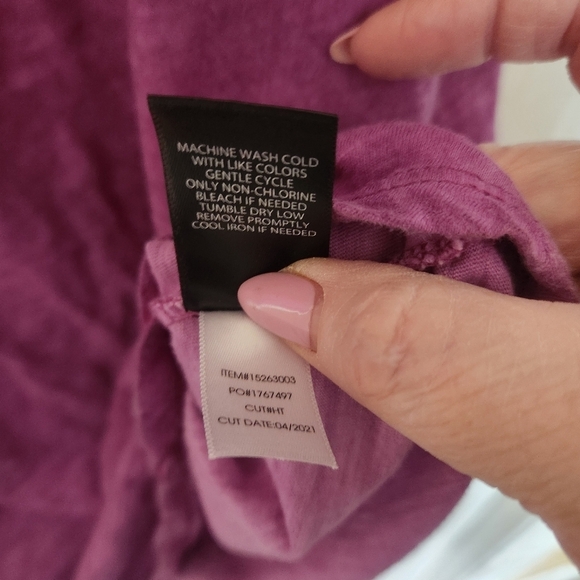 MACHINE WASH COLD
WITH LIKE COLORS
GENTLE CYCLE
ONLY NON-CHLORINE
BLEACH IF NEEDED
TUMBLE DRY LOW
REMOVE PROMPTLY
COOL IRON IF NEEDED
ITEM#15263003
PO#1767497
CUT#HT
CUT DATE:04/2021